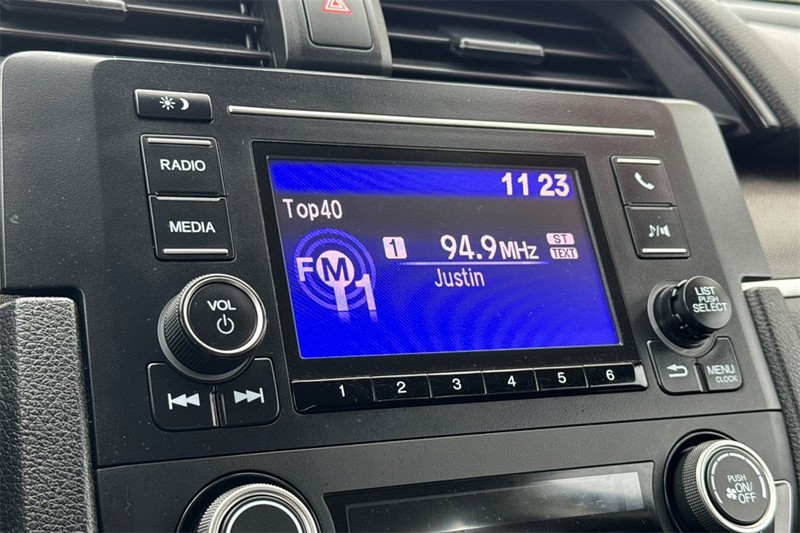 RADIO
MEDIA
VOL
11 23
Top40
FM
1
1
94.9MHz
ST
TEXT
Justin
1 2 3 4 5 6
LIST
PUSH
SELECT
MENU
CLOCK
PUSH
ON/
OFF